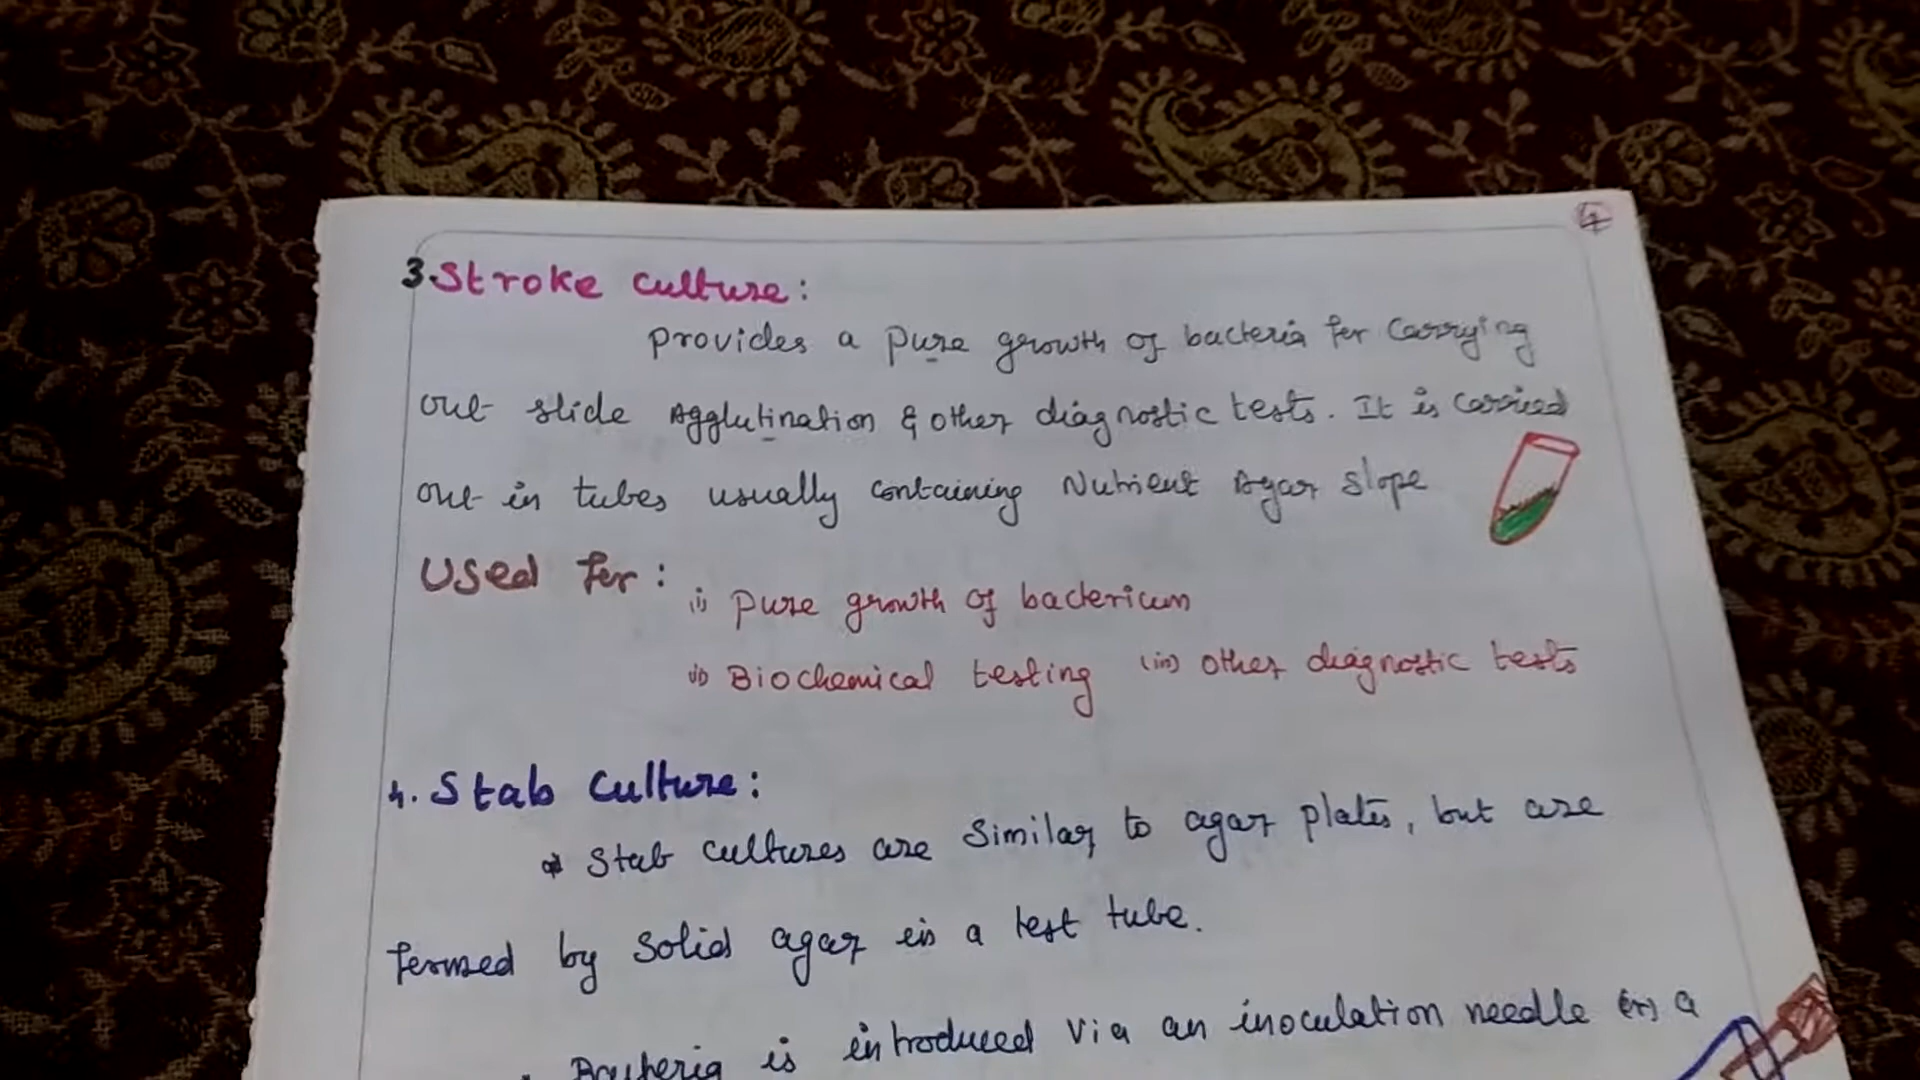 4
3. Stroke culture:
provides a pure growth of bacteria for carrying
out slide Agglutination & other diagnostic tests. It is carried
out in tubes usually containing Nutrient Agar slope
Used for:
i) pure growth of bacterium
ii) Biochemical testing (iii) other diagnostic tests
4. Stab culture:
* Stab cultures are similar to agar plates, but are
formed by solid agar in a test tube.
Bacteria is introduced via an inoculation needle (or) a